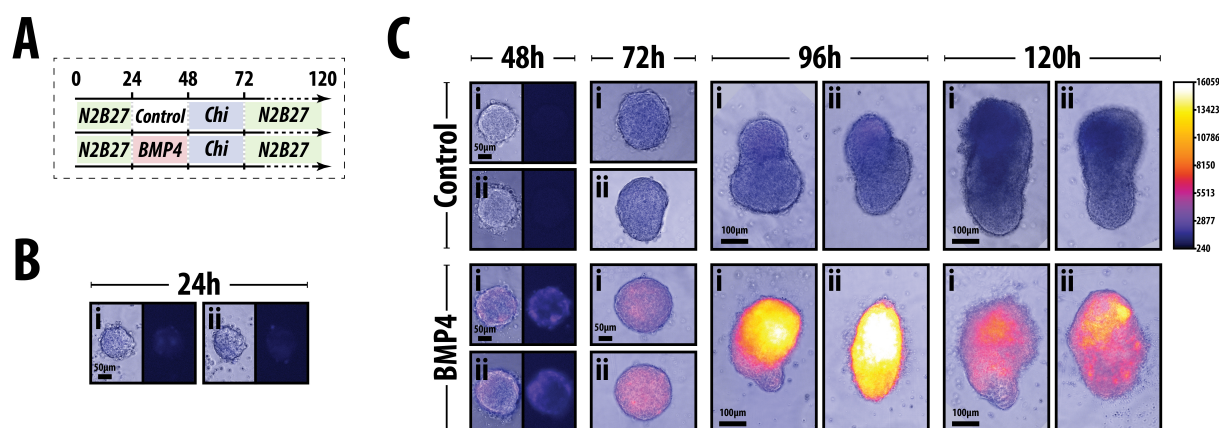 A
0 24 48 72 120
N2B27 Control Chi N2B27
N2B27 BMP4 Chi N2B27
B
24h
i ii
50µm
C
48h 72h 96h 120h
Control
i i i ii i ii
50µm
ii ii
100µm 100µm
16059
13423
10786
8150
5513
2877
240
BMP4
i i i ii i ii
50µm 50µm
ii ii
100µm 100µm